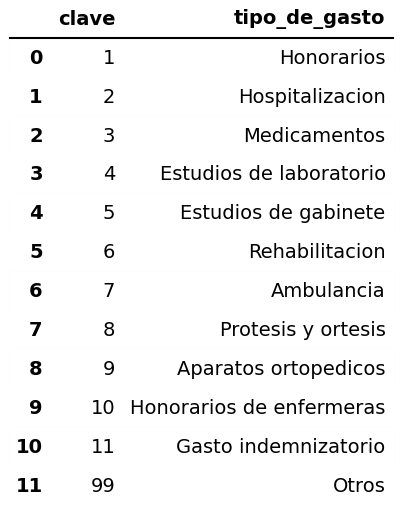 clave tipo_de_gasto
0 1 Honorarios
1 2 Hospitalizacion
2 3 Medicamentos
3 4 Estudios de laboratorio
4 5 Estudios de gabinete
5 6 Rehabilitacion
6 7 Ambulancia
7 8 Protesis y ortesis
8 9 Aparatos ortopedicos
9 10 Honorarios de enfermeras
10 11 Gasto indemnizatorio
11 99 Otros